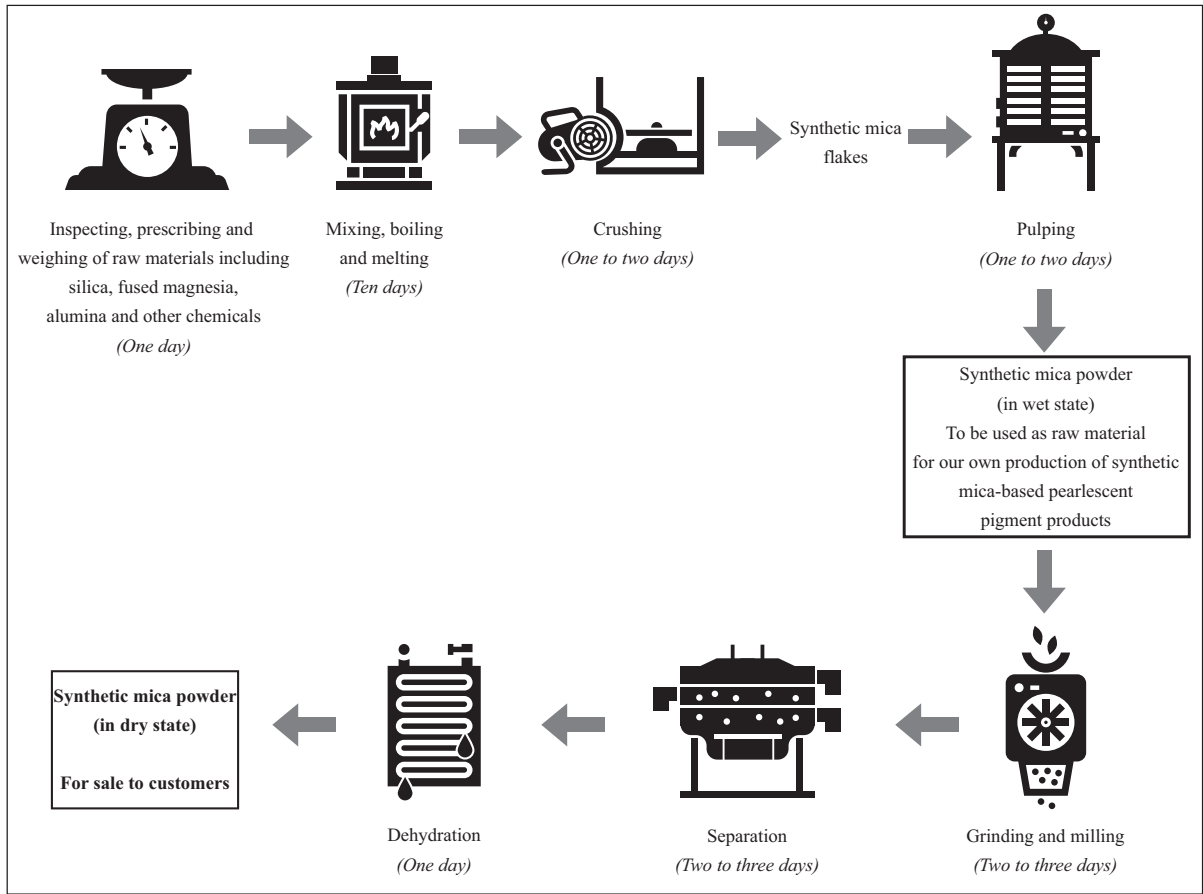 Inspecting, prescribing and
weighing of raw materials including
silica, fused magnesia,
alumina and other chemicals
(One day)
Mixing, boiling
and melting
(Ten days)
Crushing
(One to two days)
Synthetic mica
flakes
Pulping
(One to two days)
Synthetic mica powder
(in wet state)
To be used as raw material
for our own production of synthetic
mica-based pearlescent
pigment products
Grinding and milling
(Two to three days)
Separation
(Two to three days)
Dehydration
(One day)
Synthetic mica powder
(in dry state)
For sale to customers